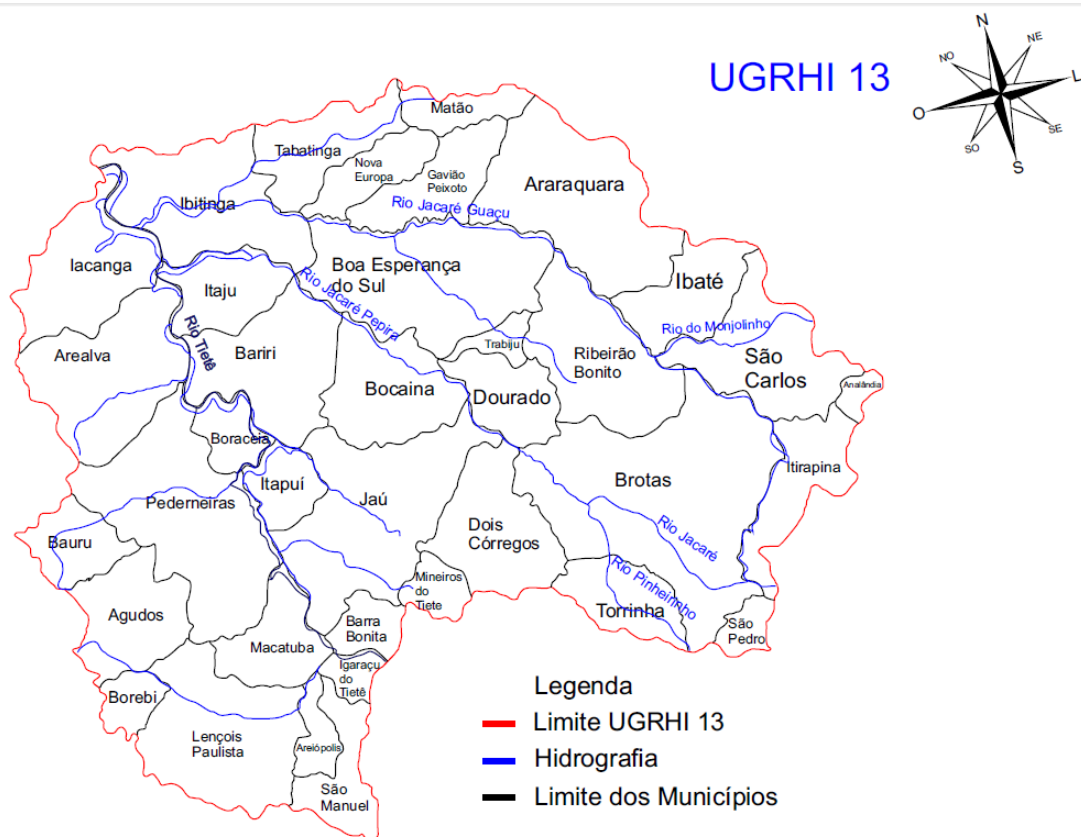 UGRHI 13
N
NE
L
SE
S
SO
O
NO
Matão
Tabatinga
Nova
Europa
Gavião
Peixoto
Araraquara
Ibitinga
Rio Jacaré Guaçu
Iacanga
Itaju
Boa Esperança
do Sul
Rio Jacaré Pepira
Ibaté
Rio do Monjolinho
Rio Tietê
Arealva
Bariri
Trabiju
Ribeirão
Bonito
São
Carlos
Analândia
Bocaina
Dourado
Boraceia
Itapuí
Jaú
Brotas
Itirapina
Pederneiras
Dois
Córregos
Rio Jacaré
Bauru
Rio Pinheirinho
Mineiros
do
Tiete
Agudos
Barra
Bonita
Torrinha
São
Pedro
Macatuba
Igaraçu
do
Tietê
Borebi
Lençois
Paulista
Areiópolis
São
Manuel
Legenda
Limite UGRHI 13
Hidrografia
Limite dos Municípios